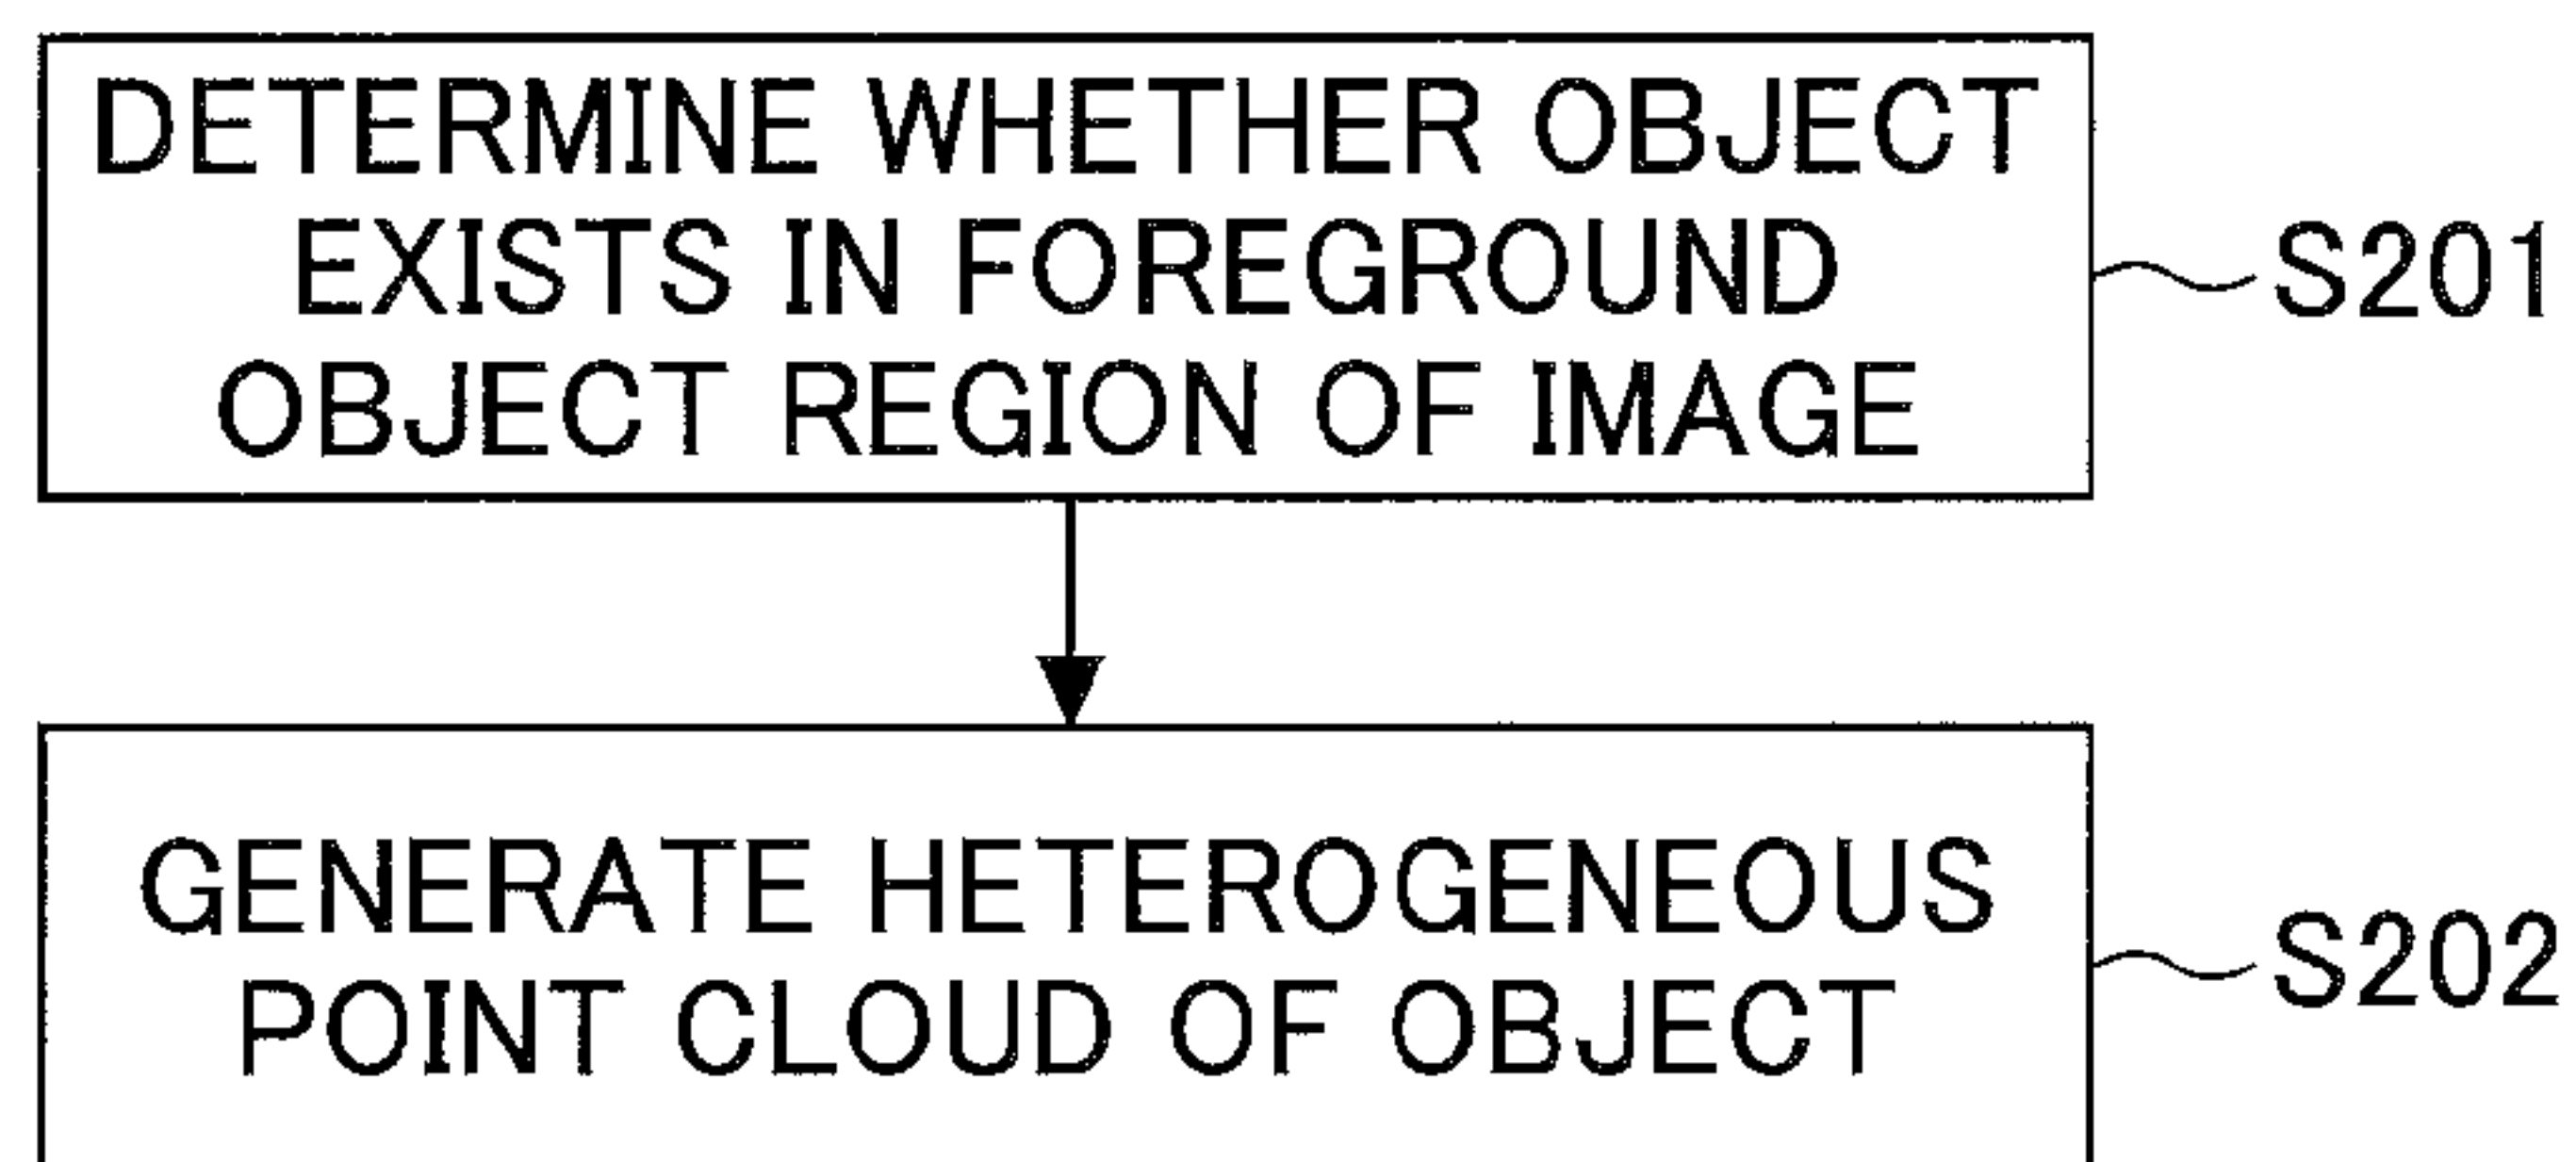 DETERMINE WHETHER OBJECT
EXISTS IN FOREGROUND
OBJECT REGION OF IMAGE
S201
GENERATE HETEROGENEOUS
POINT CLOUD OF OBJECT
S202